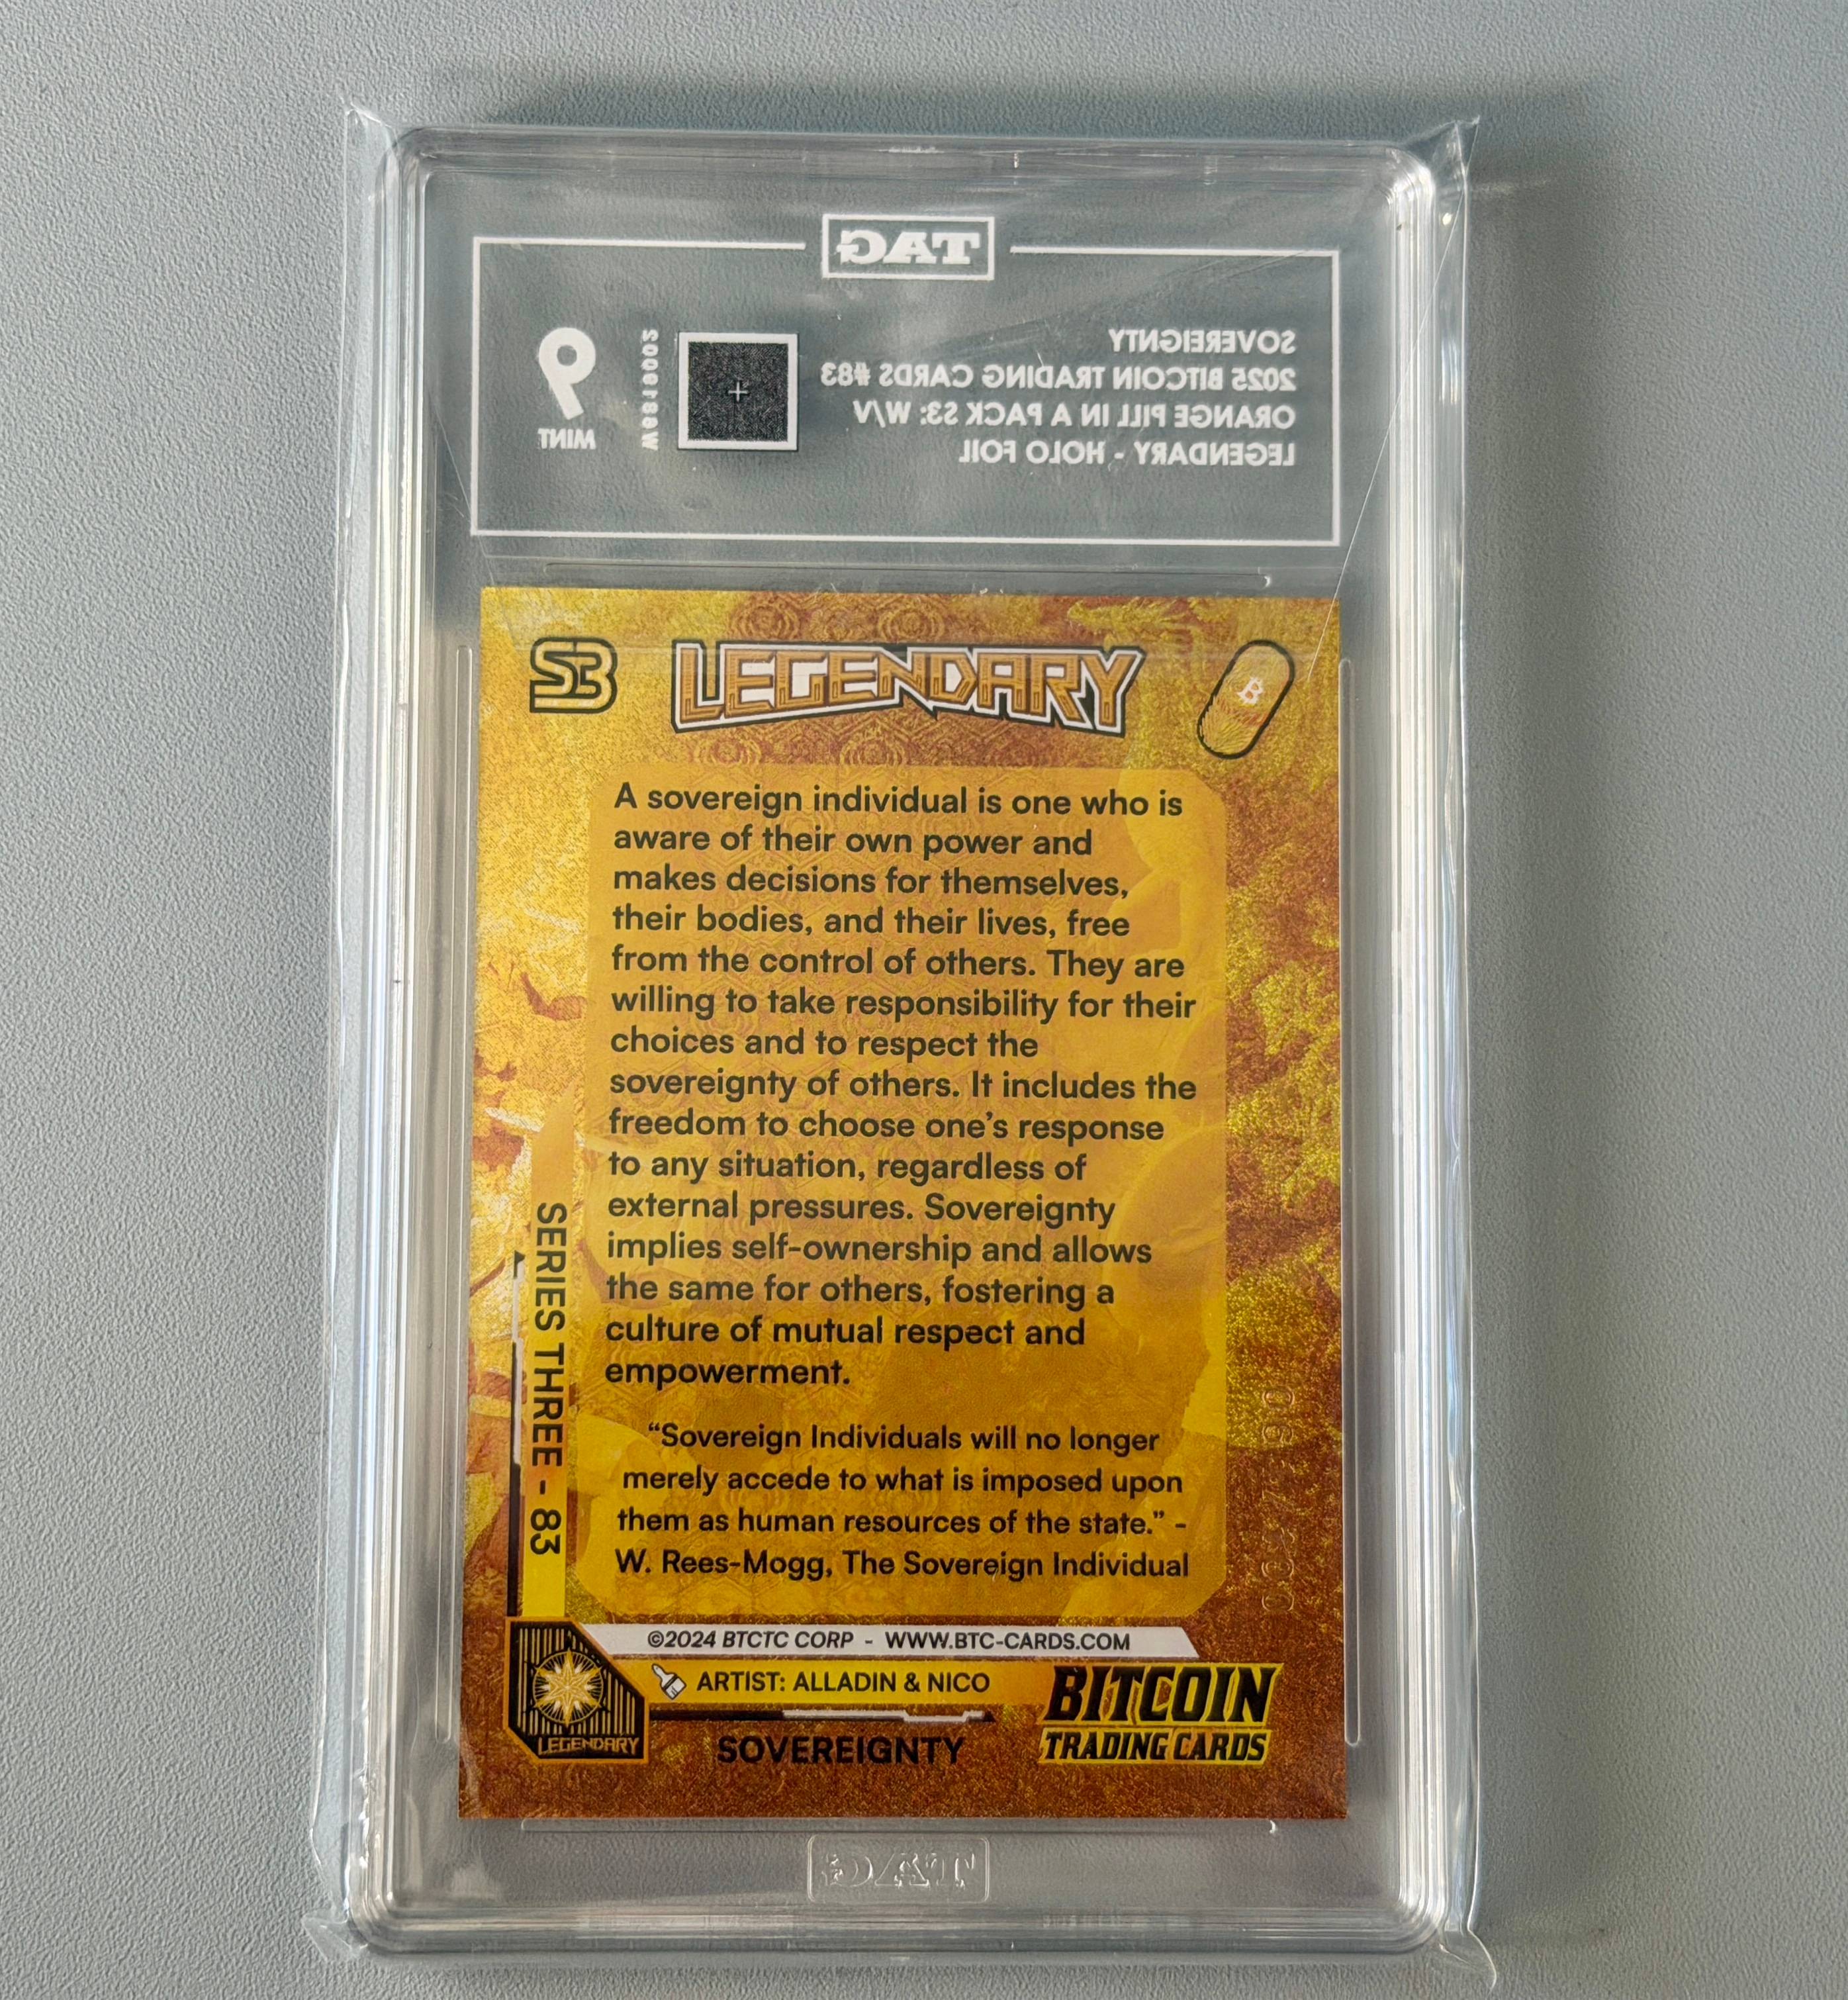 TAG
SOVEREIGNTY
2025 BITCOIN TRADING CARDS #83
ORANGE PILL IN A PACK S3: W/V
LEGENDARY - HOLO FOIL
9
MINT
S3
LEGENDARY
A sovereign individual is one who is
aware of their own power and
makes decisions for themselves,
their bodies, and their lives, free
from the control of others. They are
willing to take responsibility for their
choices and to respect the
sovereignty of others. It includes the
freedom to choose one's response
to any situation, regardless of
external pressures. Sovereignty
implies self-ownership and allows
the same for others, fostering a
culture of mutual respect and
empowerment.
“Sovereign Individuals will no longer
merely accede to what is imposed upon
them as human resources of the state.” -
W. Rees-Mogg, The Sovereign Individual
SERIES THREE - 83
©2024 BTCTC CORP - WWW.BTC-CARDS.COM
ARTIST: ALLADIN & NICO
LEGENDARY
SOVEREIGNTY
BITCOIN
TRADING CARDS
TAG